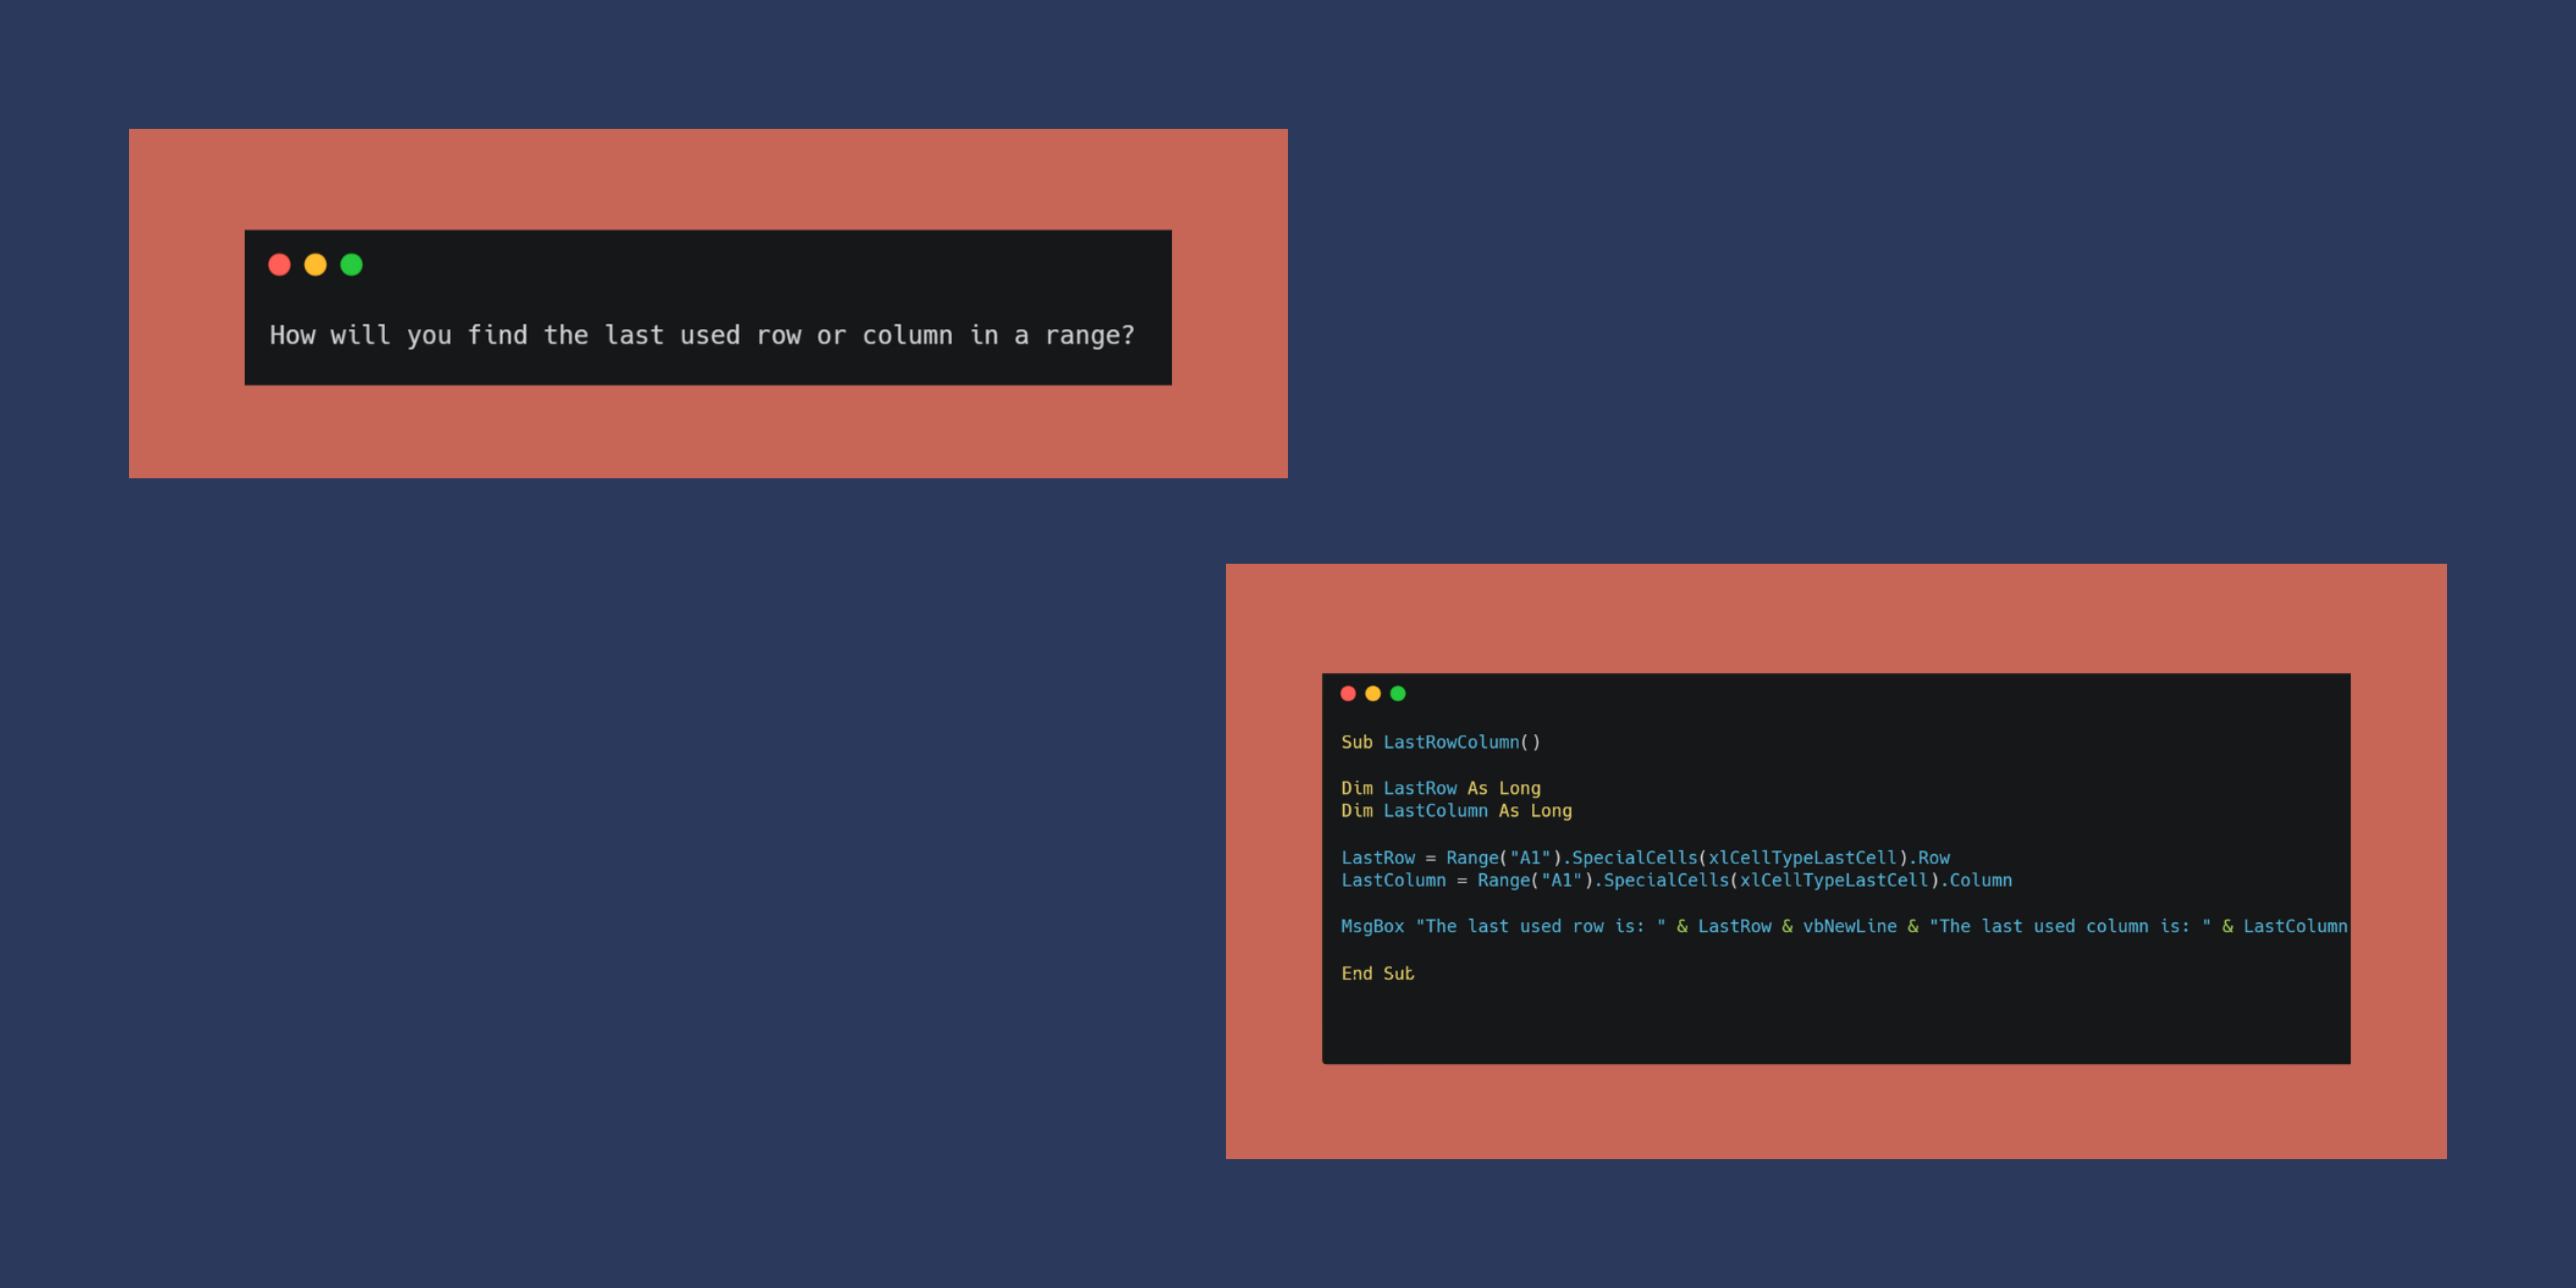 How will you find the last used row or column in a range?
Sub LastRowColumn()
Dim LastRow As Long
Dim LastColumn As Long
LastRow = Range("A1").SpecialCells(xlCellTypeLastCell).Row
LastColumn = Range("A1").SpecialCells(xlCellTypeLastCell).Column
MsgBox "The last used row is: " & LastRow & vbNewLine & "The last used column is: " & LastColumn
End Sub